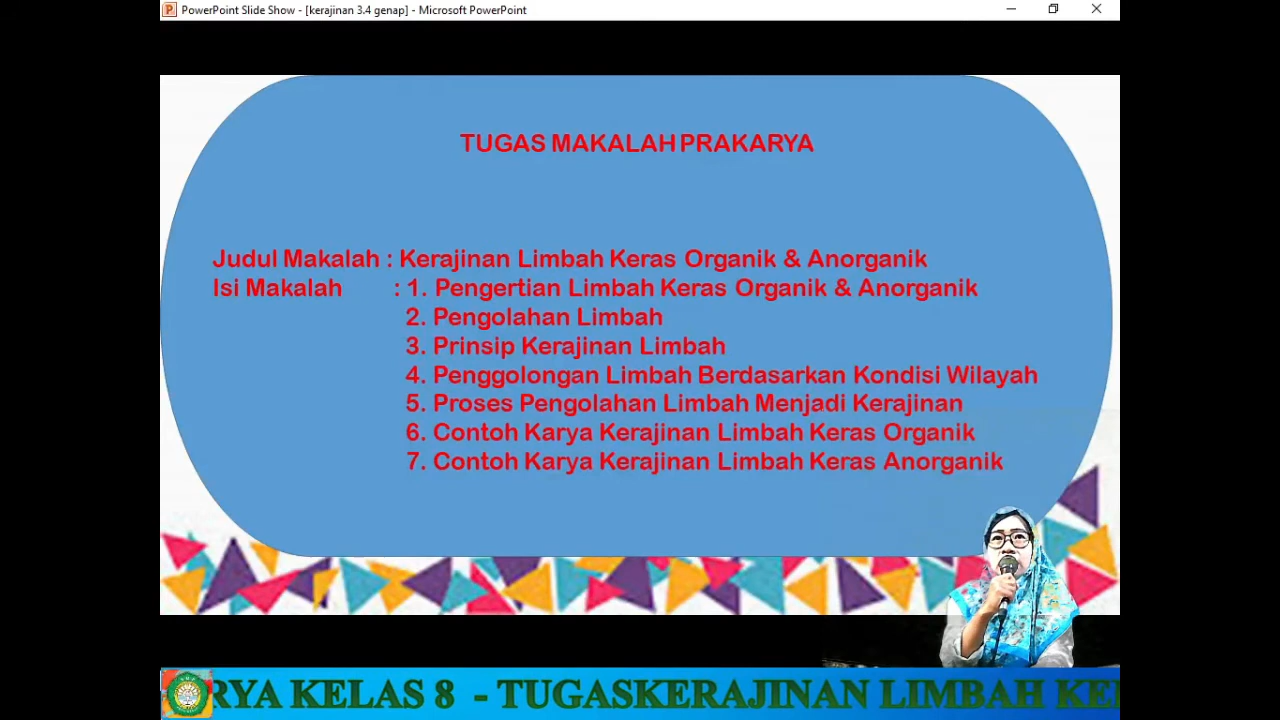 PowerPoint Slide Show - [kerajinan 3.4 genap] - Microsoft PowerPoint
TUGAS MAKALAH PRAKARYA
Judul Makalah : Kerajinan Limbah Keras Organik & Anorganik
Isi Makalah : 1. Pengertian Limbah Keras Organik & Anorganik
2. Pengolahan Limbah
3. Prinsip Kerajinan Limbah
4. Penggolongan Limbah Berdasarkan Kondisi Wilayah
5. Proses Pengolahan Limbah Menjadi Kerajinan
6. Contoh Karya Kerajinan Limbah Keras Organik
7. Contoh Karya Kerajinan Limbah Keras Anorganik
RYA KELAS 8 - TUGASKERAJINAN LIMBAH KE